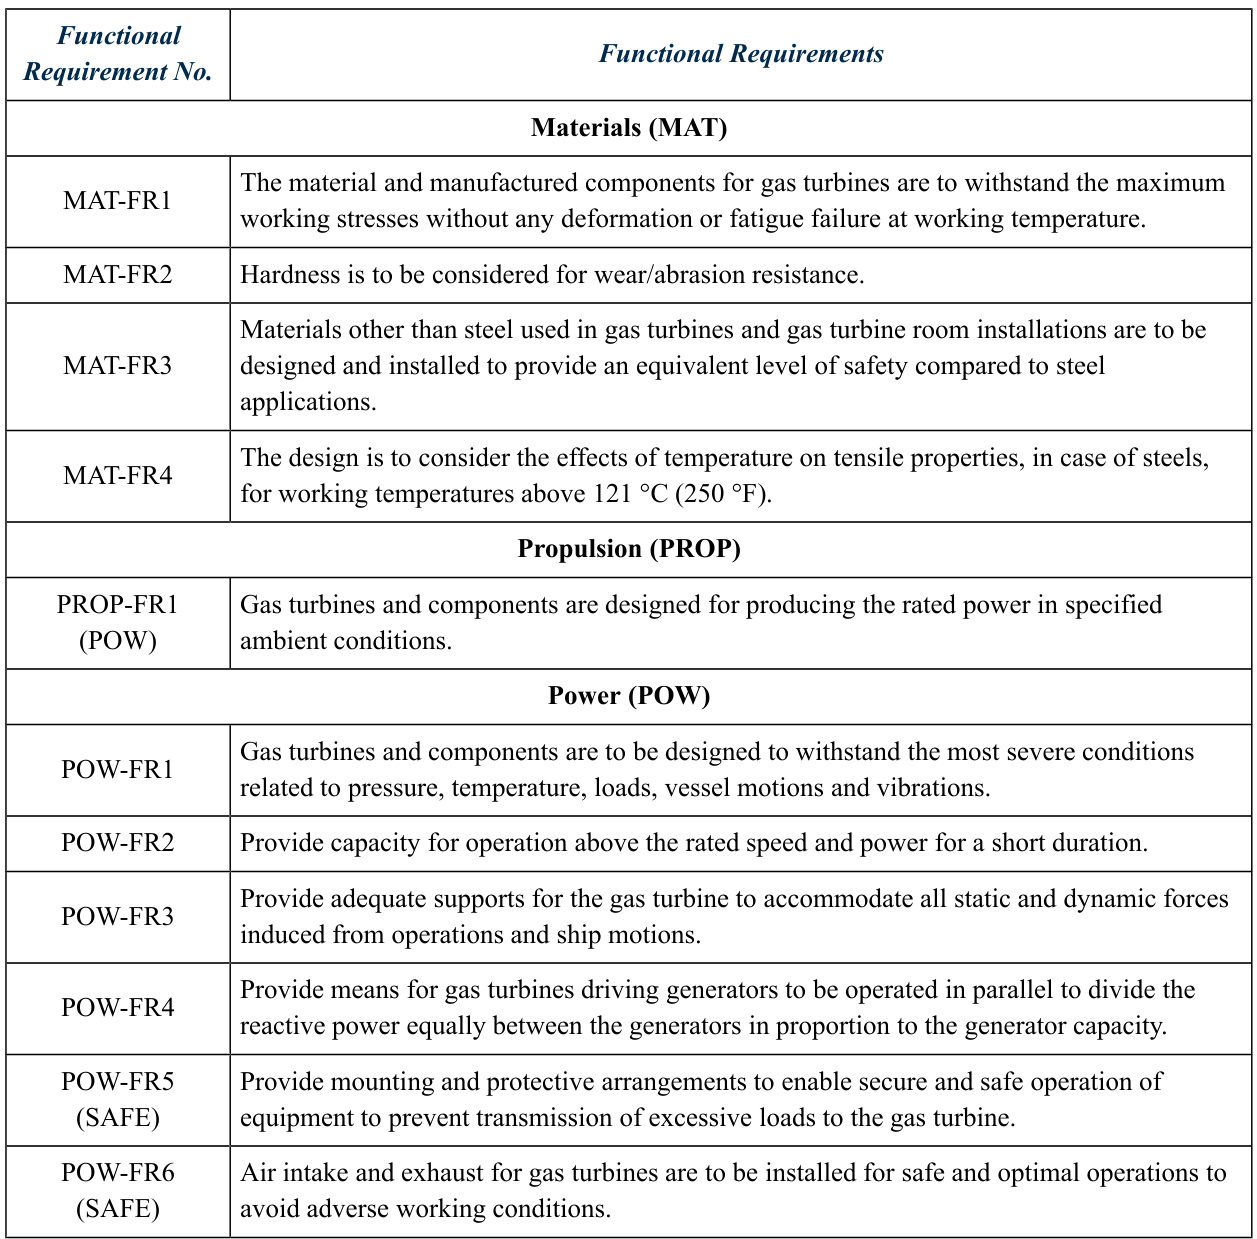 Functional
Requirement No.
Functional Requirements
Materials (MAT)
MAT-FR1
The material and manufactured components for gas turbines are to withstand the maximum
working stresses without any deformation or fatigue failure at working temperature.
MAT-FR2
Hardness is to be considered for wear/abrasion resistance.
MAT-FR3
Materials other than steel used in gas turbines and gas turbine room installations are to be
designed and installed to provide an equivalent level of safety compared to steel
applications.
MAT-FR4
The design is to consider the effects of temperature on tensile properties, in case of steels,
for working temperatures above 121 °C (250 °F).
Propulsion (PROP)
PROP-FR1
(POW)
Gas turbines and components are designed for producing the rated power in specified
ambient conditions.
Power (POW)
POW-FR1
Gas turbines and components are to be designed to withstand the most severe conditions
related to pressure, temperature, loads, vessel motions and vibrations.
POW-FR2
Provide capacity for operation above the rated speed and power for a short duration.
POW-FR3
Provide adequate supports for the gas turbine to accommodate all static and dynamic forces
induced from operations and ship motions.
POW-FR4
Provide means for gas turbines driving generators to be operated in parallel to divide the
reactive power equally between the generators in proportion to the generator capacity.
POW-FR5
(SAFE)
Provide mounting and protective arrangements to enable secure and safe operation of
equipment to prevent transmission of excessive loads to the gas turbine.
POW-FR6
(SAFE)
Air intake and exhaust for gas turbines are to be installed for safe and optimal operations to
avoid adverse working conditions.